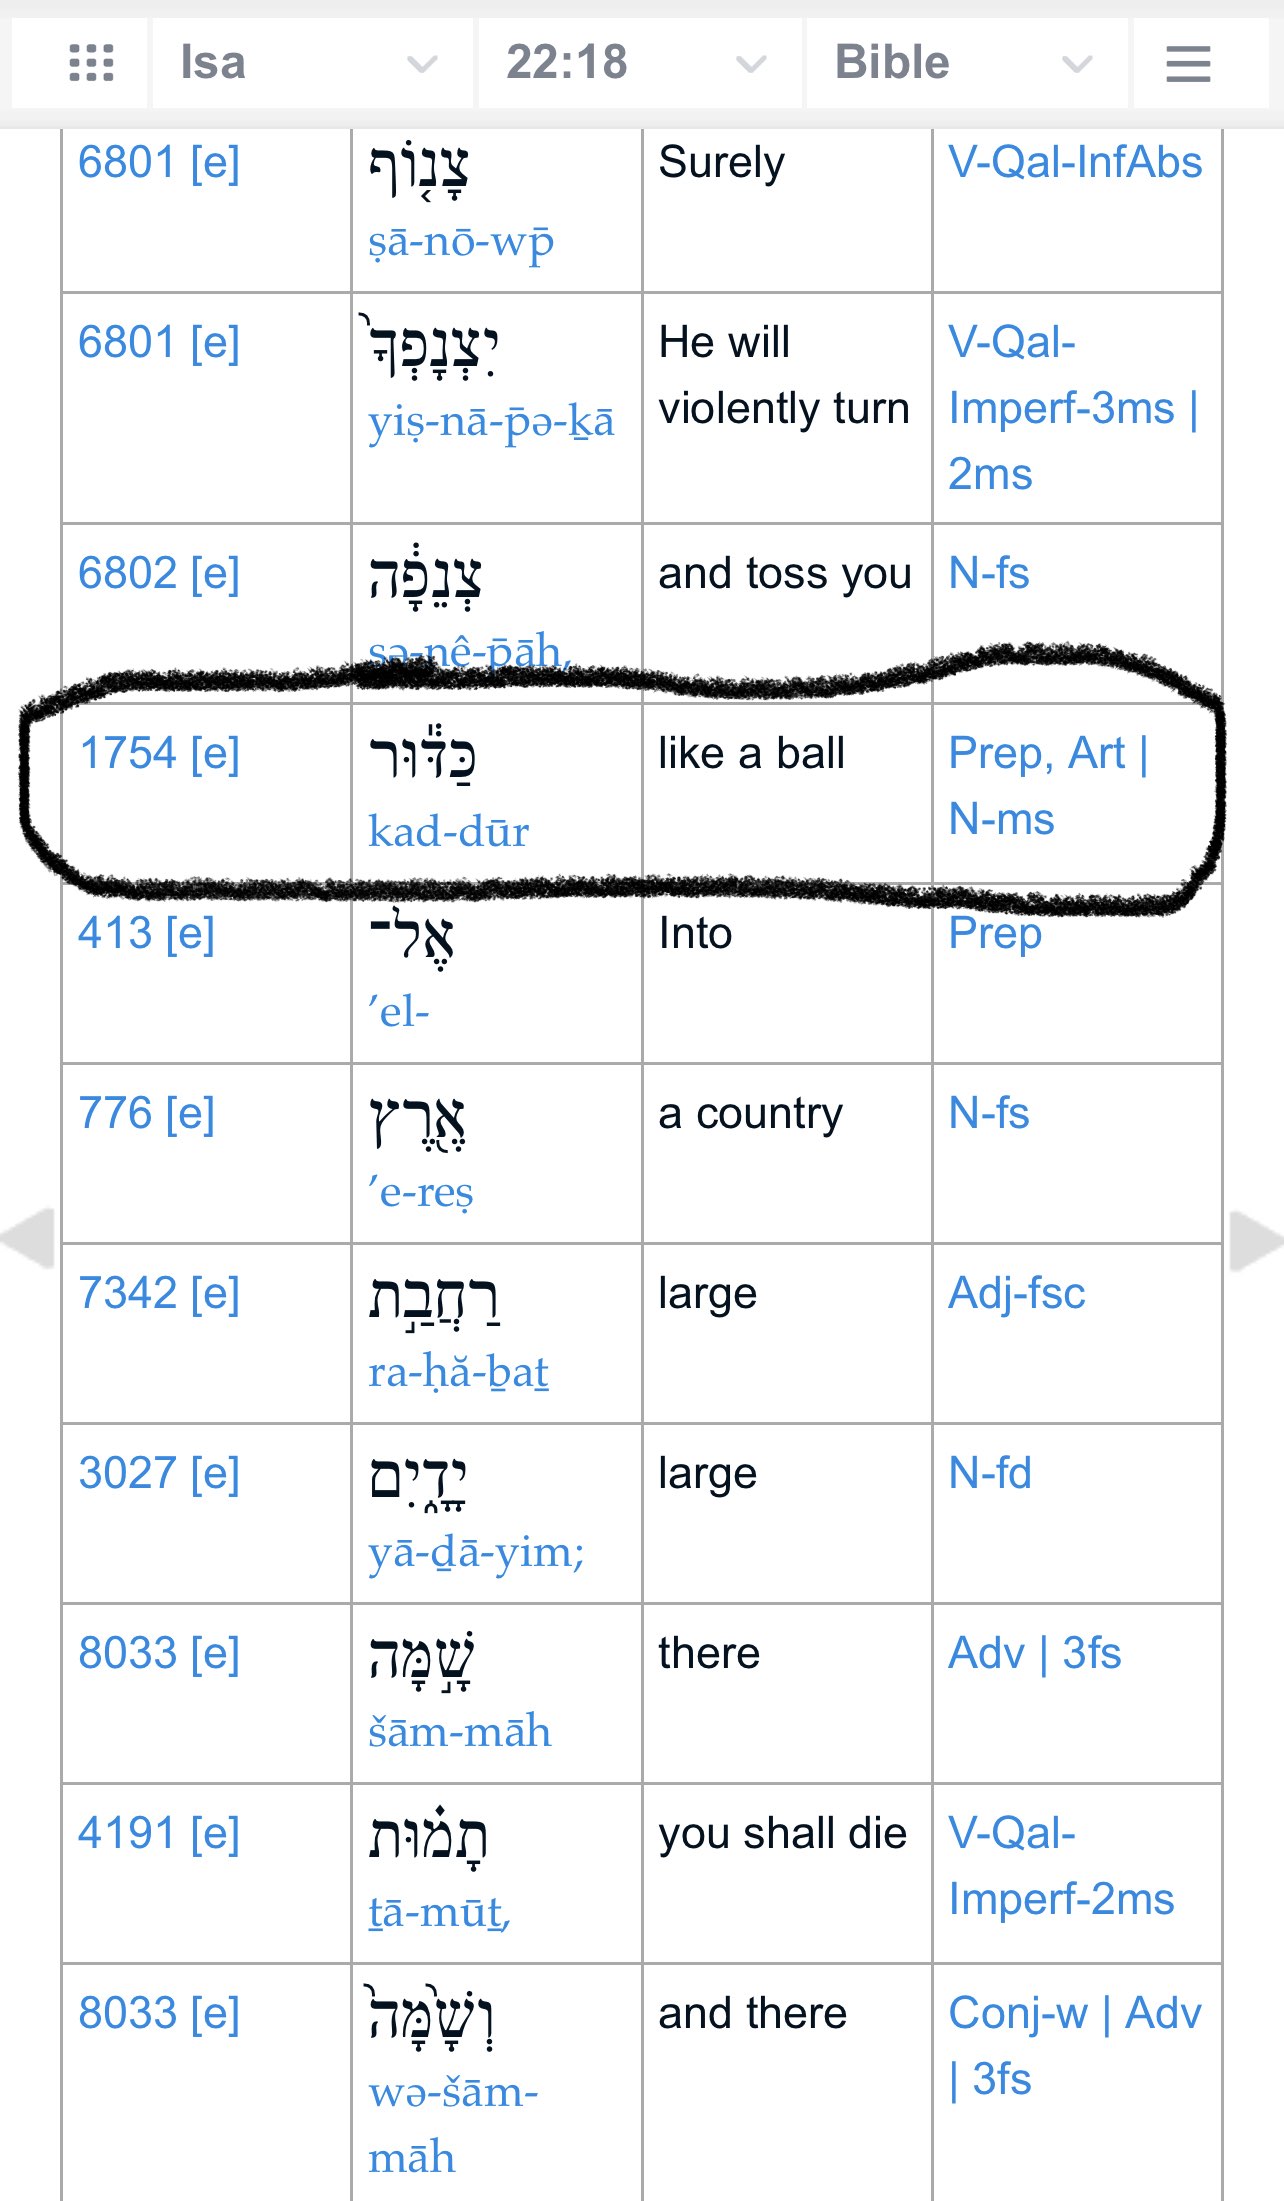 Isa 22:18 Bible
6801 [e] צָנ֤וֹף Surely V-Qal-InfAbs
ṣā-nō-wp̄
6801 [e] יִצְנָפְךָ֙ He will V-Qal-
violently turn Imperf-3ms |
yiṣ-nā-p̄ə-ḵā
2ms
6802 [e] צְנֵפָ֔ה and toss you N-fs
ṣə-nê-p̄āh,
1754 [e] כַּדּ֕וּר like a ball Prep, Art |
kad-dūr N-ms
413 [e] אֶל־ Into Prep
’el-
776 [e] אֶ֖רֶץ a country N-fs
’e-reṣ
7342 [e] רַחֲבַ֣ת large Adj-fsc
ra-ḥă-ḇaṯ
3027 [e] יָדָ֑יִם large N-fd
yā-ḏā-yim;
8033 [e] שָׁ֣מָּה there Adv | 3fs
šām-māh
4191 [e] תָמ֗וּת you shall die V-Qal-
ṯā-mūṯ, Imperf-2ms
8033 [e] וְשָׁ֙מָּה֙ and there Conj-w | Adv
wə-šām- | 3fs
māh